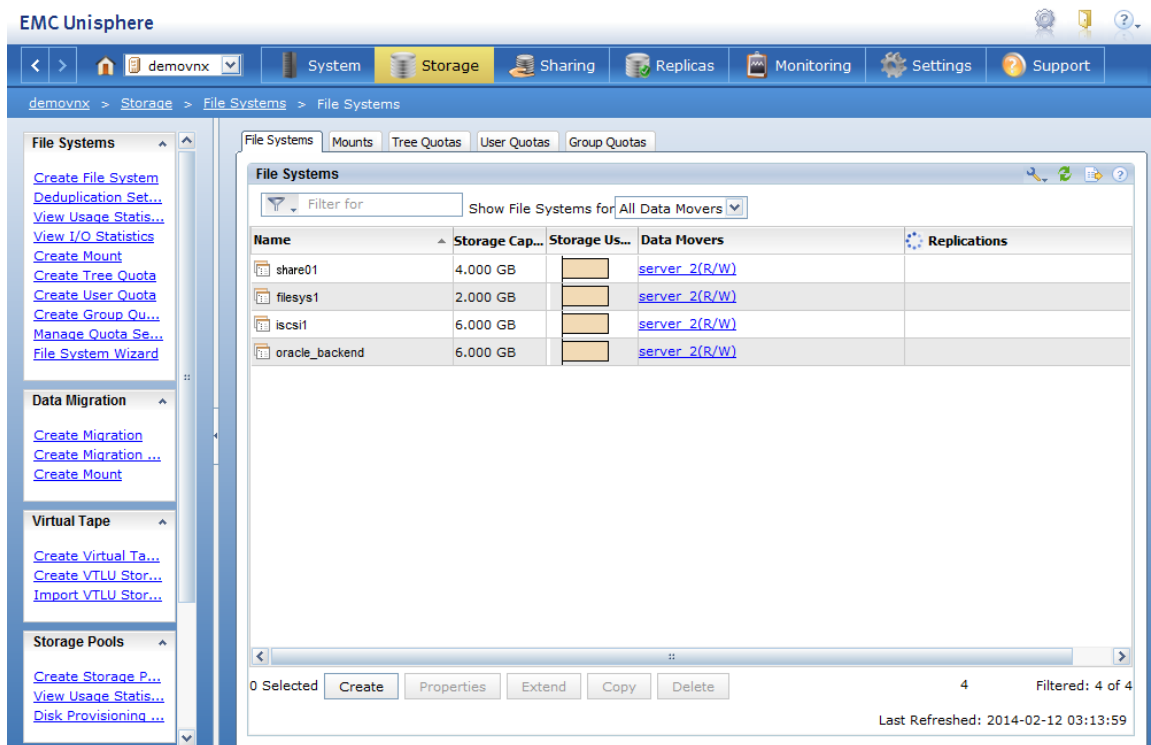 EMC Unisphere
demovnx System Storage Sharing Replicas Monitoring Settings Support
demovnx > Storage > File Systems > File Systems
File Systems
Create File System
Deduplication Set...
View Usage Statis...
View I/O Statistics
Create Mount
Create Tree Quota
Create User Quota
Create Group Qu...
Manage Quota Se...
File System Wizard
Data Migration
Create Migration
Create Migration ...
Create Mount
Virtual Tape
Create Virtual Ta...
Create VTLU Stor...
Import VTLU Stor...
Storage Pools
Create Storage P...
View Usage Statis...
Disk Provisioning ...
File Systems Mounts Tree Quotas User Quotas Group Quotas
File Systems
Filter for Show File Systems for All Data Movers
Name Storage Cap... Storage Us... Data Movers Replications
share01 4.000 GB server_2(R/W)
filesys1 2.000 GB server_2(R/W)
iscsi1 6.000 GB server_2(R/W)
oracle_backend 6.000 GB server_2(R/W)
0 Selected Create Properties Extend Copy Delete 4 Filtered: 4 of 4
Last Refreshed: 2014-02-12 03:13:59